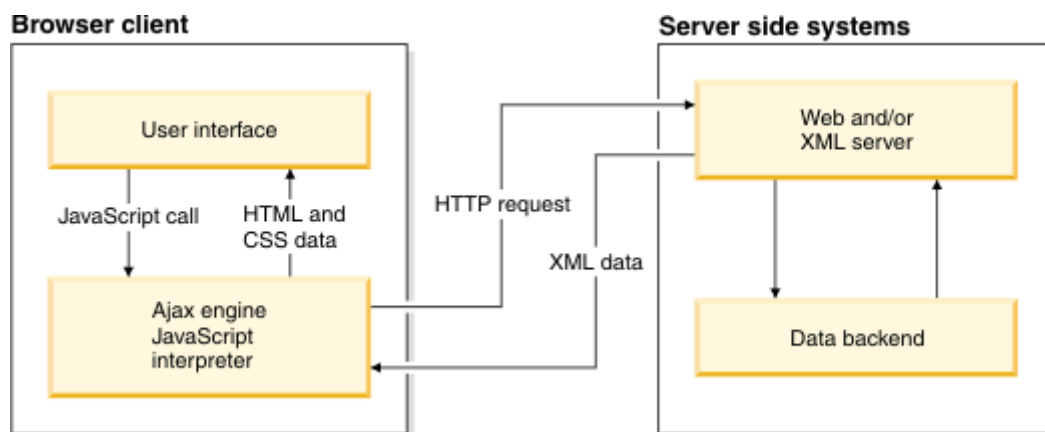 Browser client
User interface
JavaScript call
HTML and
CSS data
Ajax engine
JavaScript
interpreter
HTTP request
XML data
Server side systems
Web and/or
XML server
Data backend